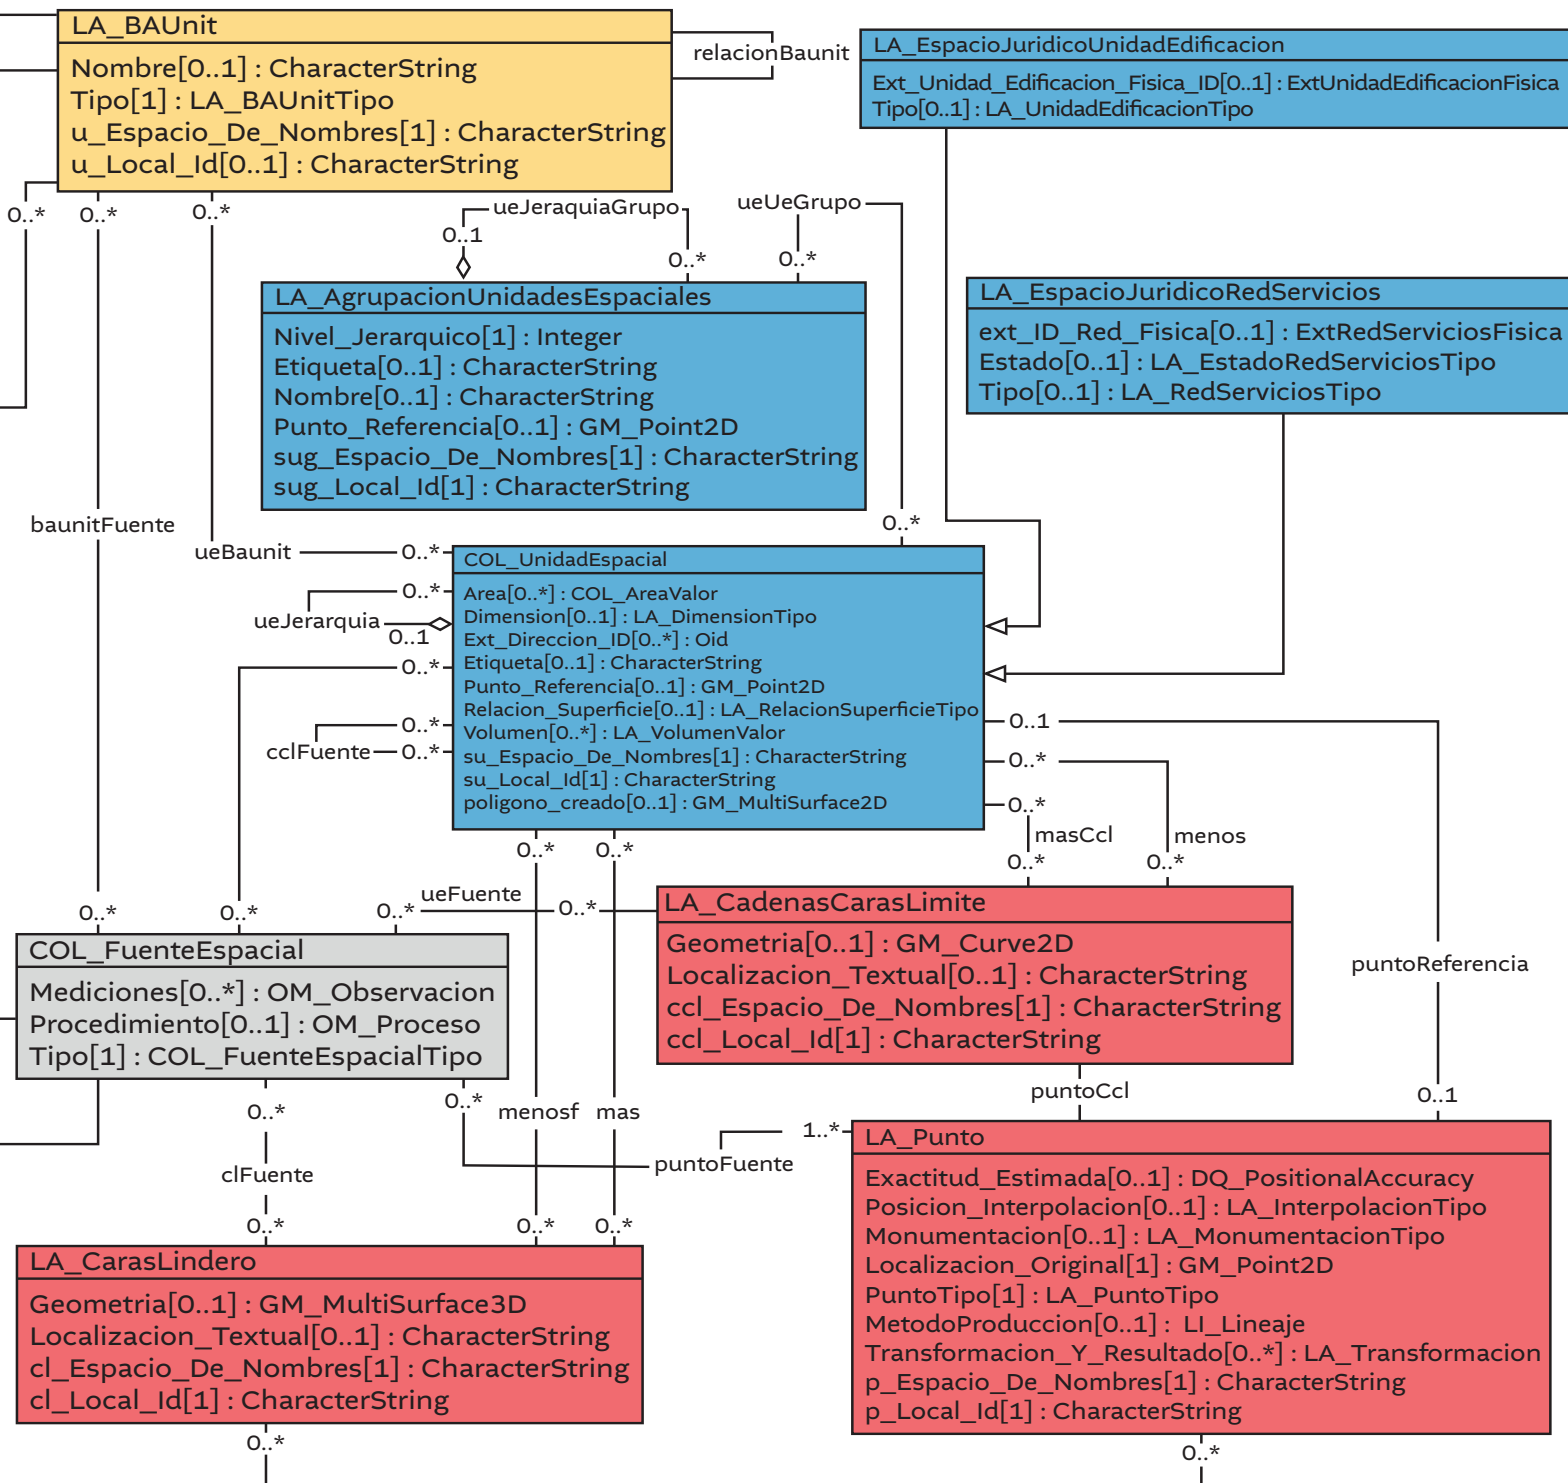 LA_BAUnit
Nombre[0..1] : CharacterString
Tipo[1] : LA_BAUnitTipo
u_Espacio_De_Nombres[1] : CharacterString
u_Local_Id[0..1] : CharacterString
relacionBaunit
LA_EspacioJuridicoUnidadEdificacion
Ext_Unidad_Edificacion_Fisica_ID[0..1] : ExtUnidadEdificacionFisica
Tipo[0..1] : LA_UnidadEdificacionTipo
0..*
0..*
0..*
ueJeraquiaGrupo
0..1
0..*
ueUeGrupo
0..*
LA_AgrupacionUnidadesEspaciales
Nivel_Jerarquico[1] : Integer
Etiqueta[0..1] : CharacterString
Nombre[0..1] : CharacterString
Punto_Referencia[0..1] : GM_Point2D
sug_Espacio_De_Nombres[1] : CharacterString
sug_Local_Id[1] : CharacterString
LA_EspacioJuridicoRedServicios
ext_ID_Red_Fisica[0..1] : ExtRedServiciosFisica
Estado[0..1] : LA_EstadoRedServiciosTipo
Tipo[0..1] : LA_RedServiciosTipo
baunitFuente
0..*
ueBaunit
0..*
0..*
ueJerarquia
0..1
0..*
0..*
cclFuente
0..*
COL_UnidadEspacial
Area[0..*] : COL_AreaValor
Dimension[0..1] : LA_DimensionTipo
Ext_Direccion_ID[0..*] : Oid
Etiqueta[0..1] : CharacterString
Punto_Referencia[0..1] : GM_Point2D
Relacion_Superficie[0..1] : LA_RelacionSuperficieTipo
Volumen[0..*] : LA_VolumenValor
su_Espacio_De_Nombres[1] : CharacterString
su_Local_Id[1] : CharacterString
poligono_creado[0..1] : GM_MultiSurface2D
0..1
0..*
0..*
masCcl
menos
0..*
0..*
0..*
0..*
ueFuente
0..*
0..*
0..*
0..*
COL_FuenteEspacial
Mediciones[0..*] : OM_Observacion
Procedimiento[0..1] : OM_Proceso
Tipo[1] : COL_FuenteEspacialTipo
LA_CadenasCarasLimite
Geometria[0..1] : GM_Curve2D
Localizacion_Textual[0..1] : CharacterString
ccl_Espacio_De_Nombres[1] : CharacterString
ccl_Local_Id[1] : CharacterString
puntoReferencia
puntoCcl
0..1
0..*
0..*
menosf
mas
1..*
puntoFuente
clFuente
0..*
0..*
0..*
LA_Punto
Exactitud_Estimada[0..1] : DQ_PositionalAccuracy
Posicion_Interpolacion[0..1] : LA_InterpolacionTipo
Monumentacion[0..1] : LA_MonumentacionTipo
Localizacion_Original[1] : GM_Point2D
PuntoTipo[1] : LA_PuntoTipo
MetodoProduccion[0..1] : LI_Lineaje
Transformacion_Y_Resultado[0..*] : LA_Transformacion
p_Espacio_De_Nombres[1] : CharacterString
p_Local_Id[1] : CharacterString
LA_CarasLindero
Geometria[0..1] : GM_MultiSurface3D
Localizacion_Textual[0..1] : CharacterString
cl_Espacio_De_Nombres[1] : CharacterString
cl_Local_Id[1] : CharacterString
0..*
0..*